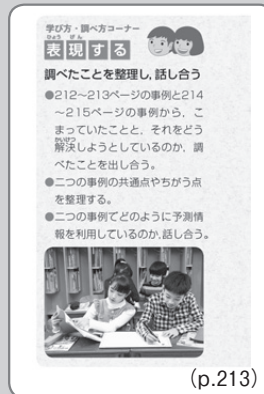 学び方・調べ方コーナー
ひょう げん
表現する
調べたことを整理し,話し合う
●212~213ページの事例と214
~215ページの事例から、こ
まっていたことと、それをどう
かいけつ
解決しようとしているのか、調
べたことを出し合う。
●二つの事例の共通点やちがう点
を整理する。
●二つの事例でどのように予測情
報を利用しているのか,話し合う。
(p.213)